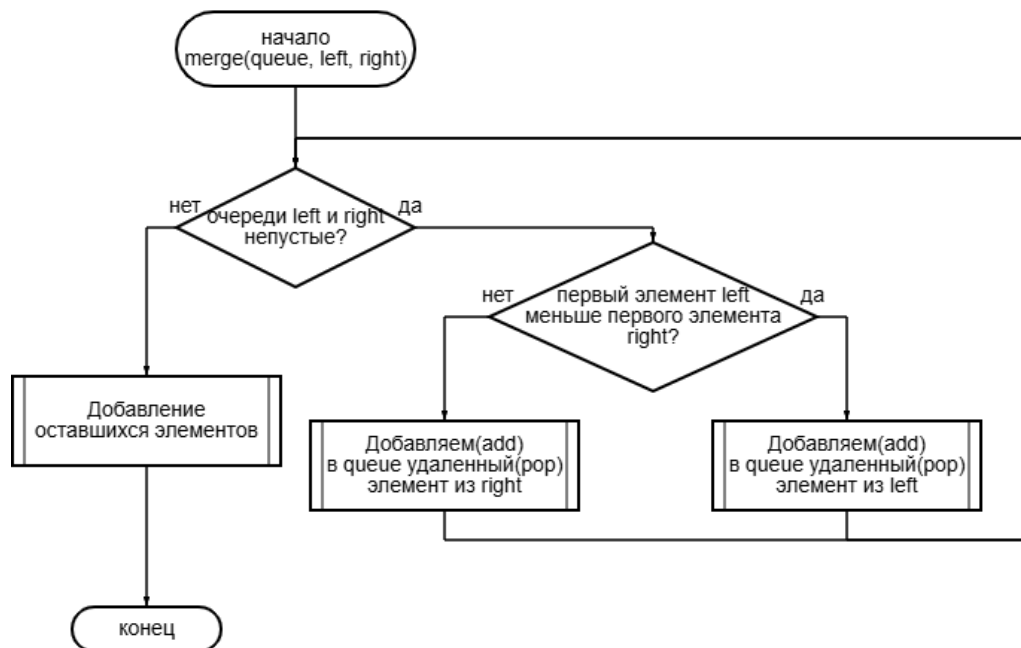 начало
merge(queue, left, right)
нет
очереди left и right
непустые?
да
нет
первый элемент left
меньше первого элемента
right?
да
Добавление
оставшихся элементов
Добавляем(add)
в queue удаленный(pop)
элемент из right
Добавляем(add)
в queue удаленный(pop)
элемент из left
конец